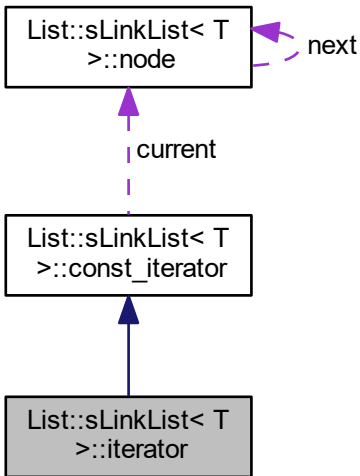 List::sLinkList< T
>::node
next
current
List::sLinkList< T
>::const_iterator
List::sLinkList< T
>::iterator